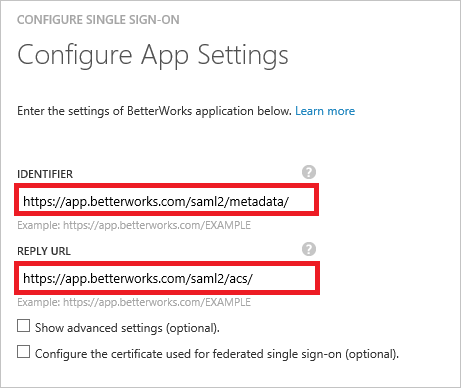 CONFIGURE SINGLE SIGN-ON
Configure App Settings
Enter the settings of BetterWorks application below. Learn more
IDENTIFIER ?
https://app.betterworks.com/saml2/metadata/
Example: https://app.betterworks.com/EXAMPLE
REPLY URL ?
https://app.betterworks.com/saml2/acs/
Example: https://app.betterworks.com/EXAMPLE
Show advanced settings (optional).
Configure the certificate used for federated single sign-on (optional).